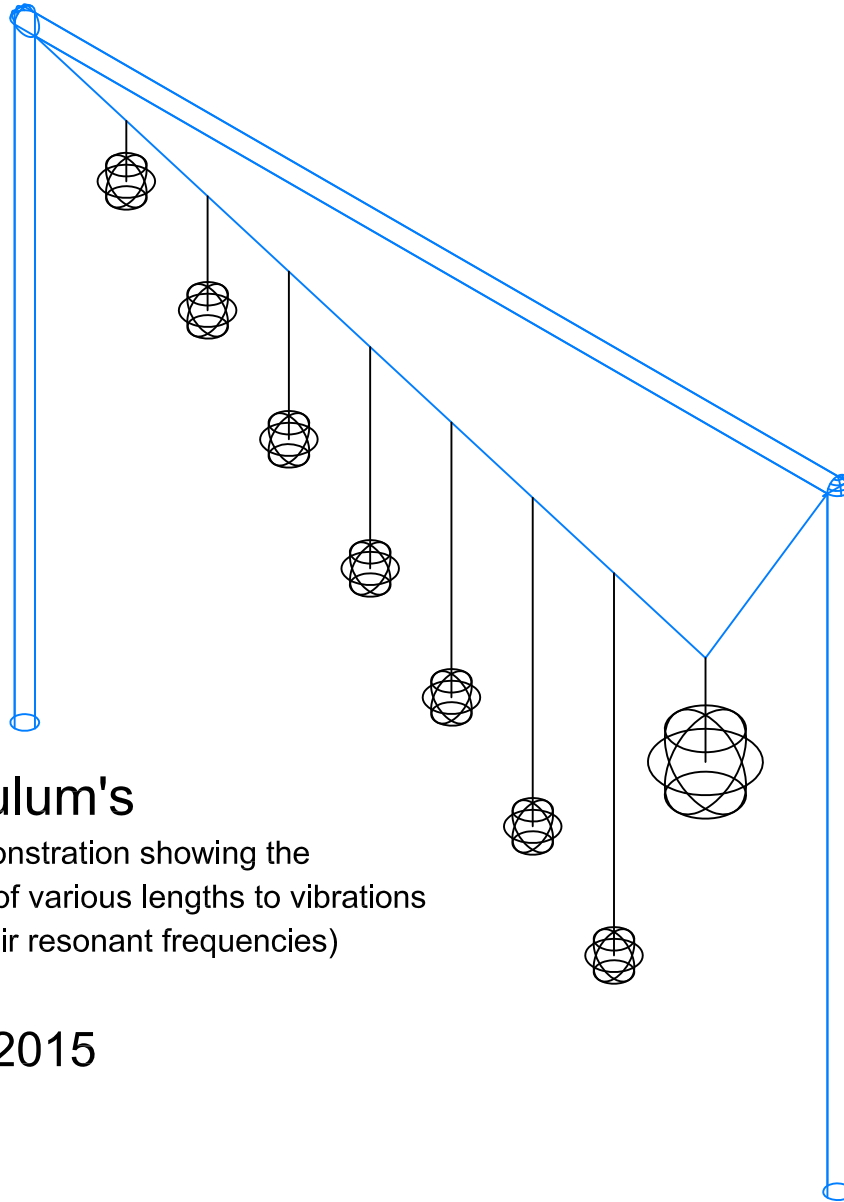 ulum's
onstration showing the
of various lengths to vibrations
ir resonant frequencies)
2015